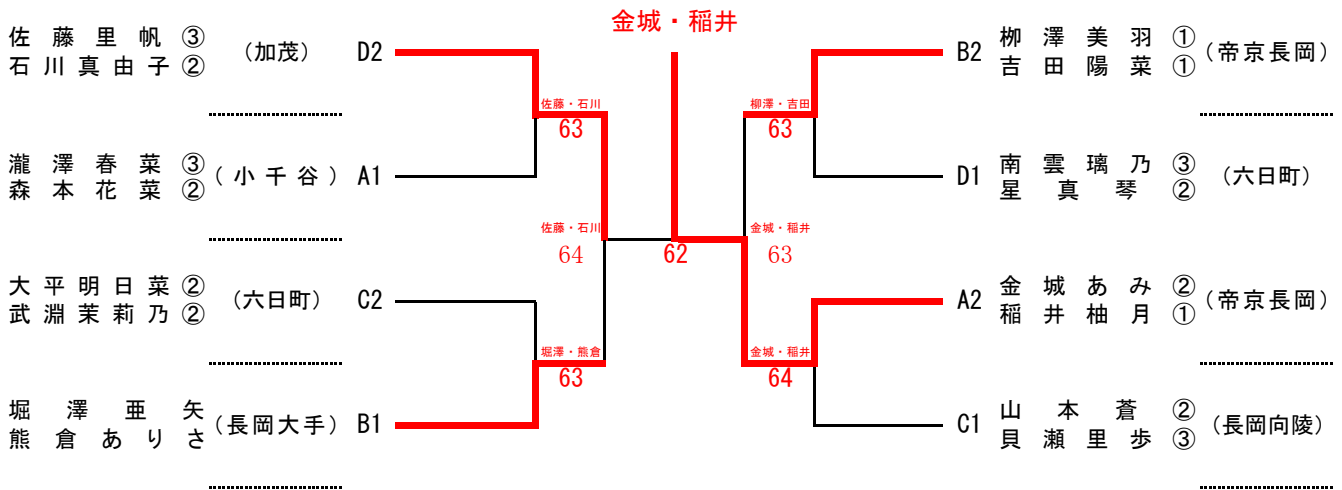 金城・稲井
佐藤里帆 ③
石川真由子 ②
(加茂)
D2
瀧澤春菜 ③
森本花菜 ②
(小千谷)
A1
大平明日菜 ②
武淵茉莉乃 ②
(六日町)
C2
堀澤亜矢
熊倉ありさ
(長岡大手)
B1
佐藤・石川
63
佐藤・石川
64
堀澤・熊倉
63
62
柳澤・吉田
63
金城・稲井
63
金城・稲井
64
B2
栁澤美羽 ①
吉田陽菜 ①
(帝京長岡)
D1
南雲璃乃 ③
星真琴 ②
(六日町)
A2
金城あみ ②
稲井柚月 ①
(帝京長岡)
C1
山本蒼 ②
貝瀬里歩 ③
(長岡向陵)